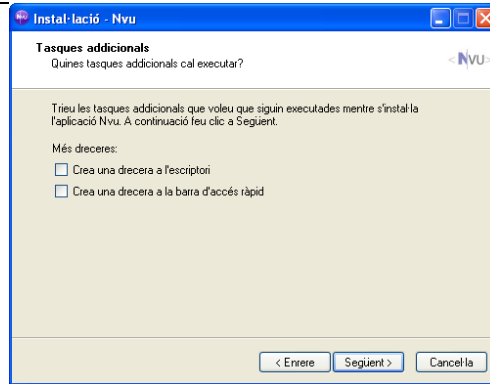 Instal·lació - Nvu
Tasques addicionals
Quines tasques addicionals cal executar?
NVU
Trieu les tasques addicionals que voleu que siguin executades mentre s'instal·la
l'aplicació Nvu. A continuació feu clic a Següent.
Més dreceres:
Crea una drecera a l'escriptori
Crea una drecera a la barra d'accés ràpid
< Enrere
Següent >
Cancel·la